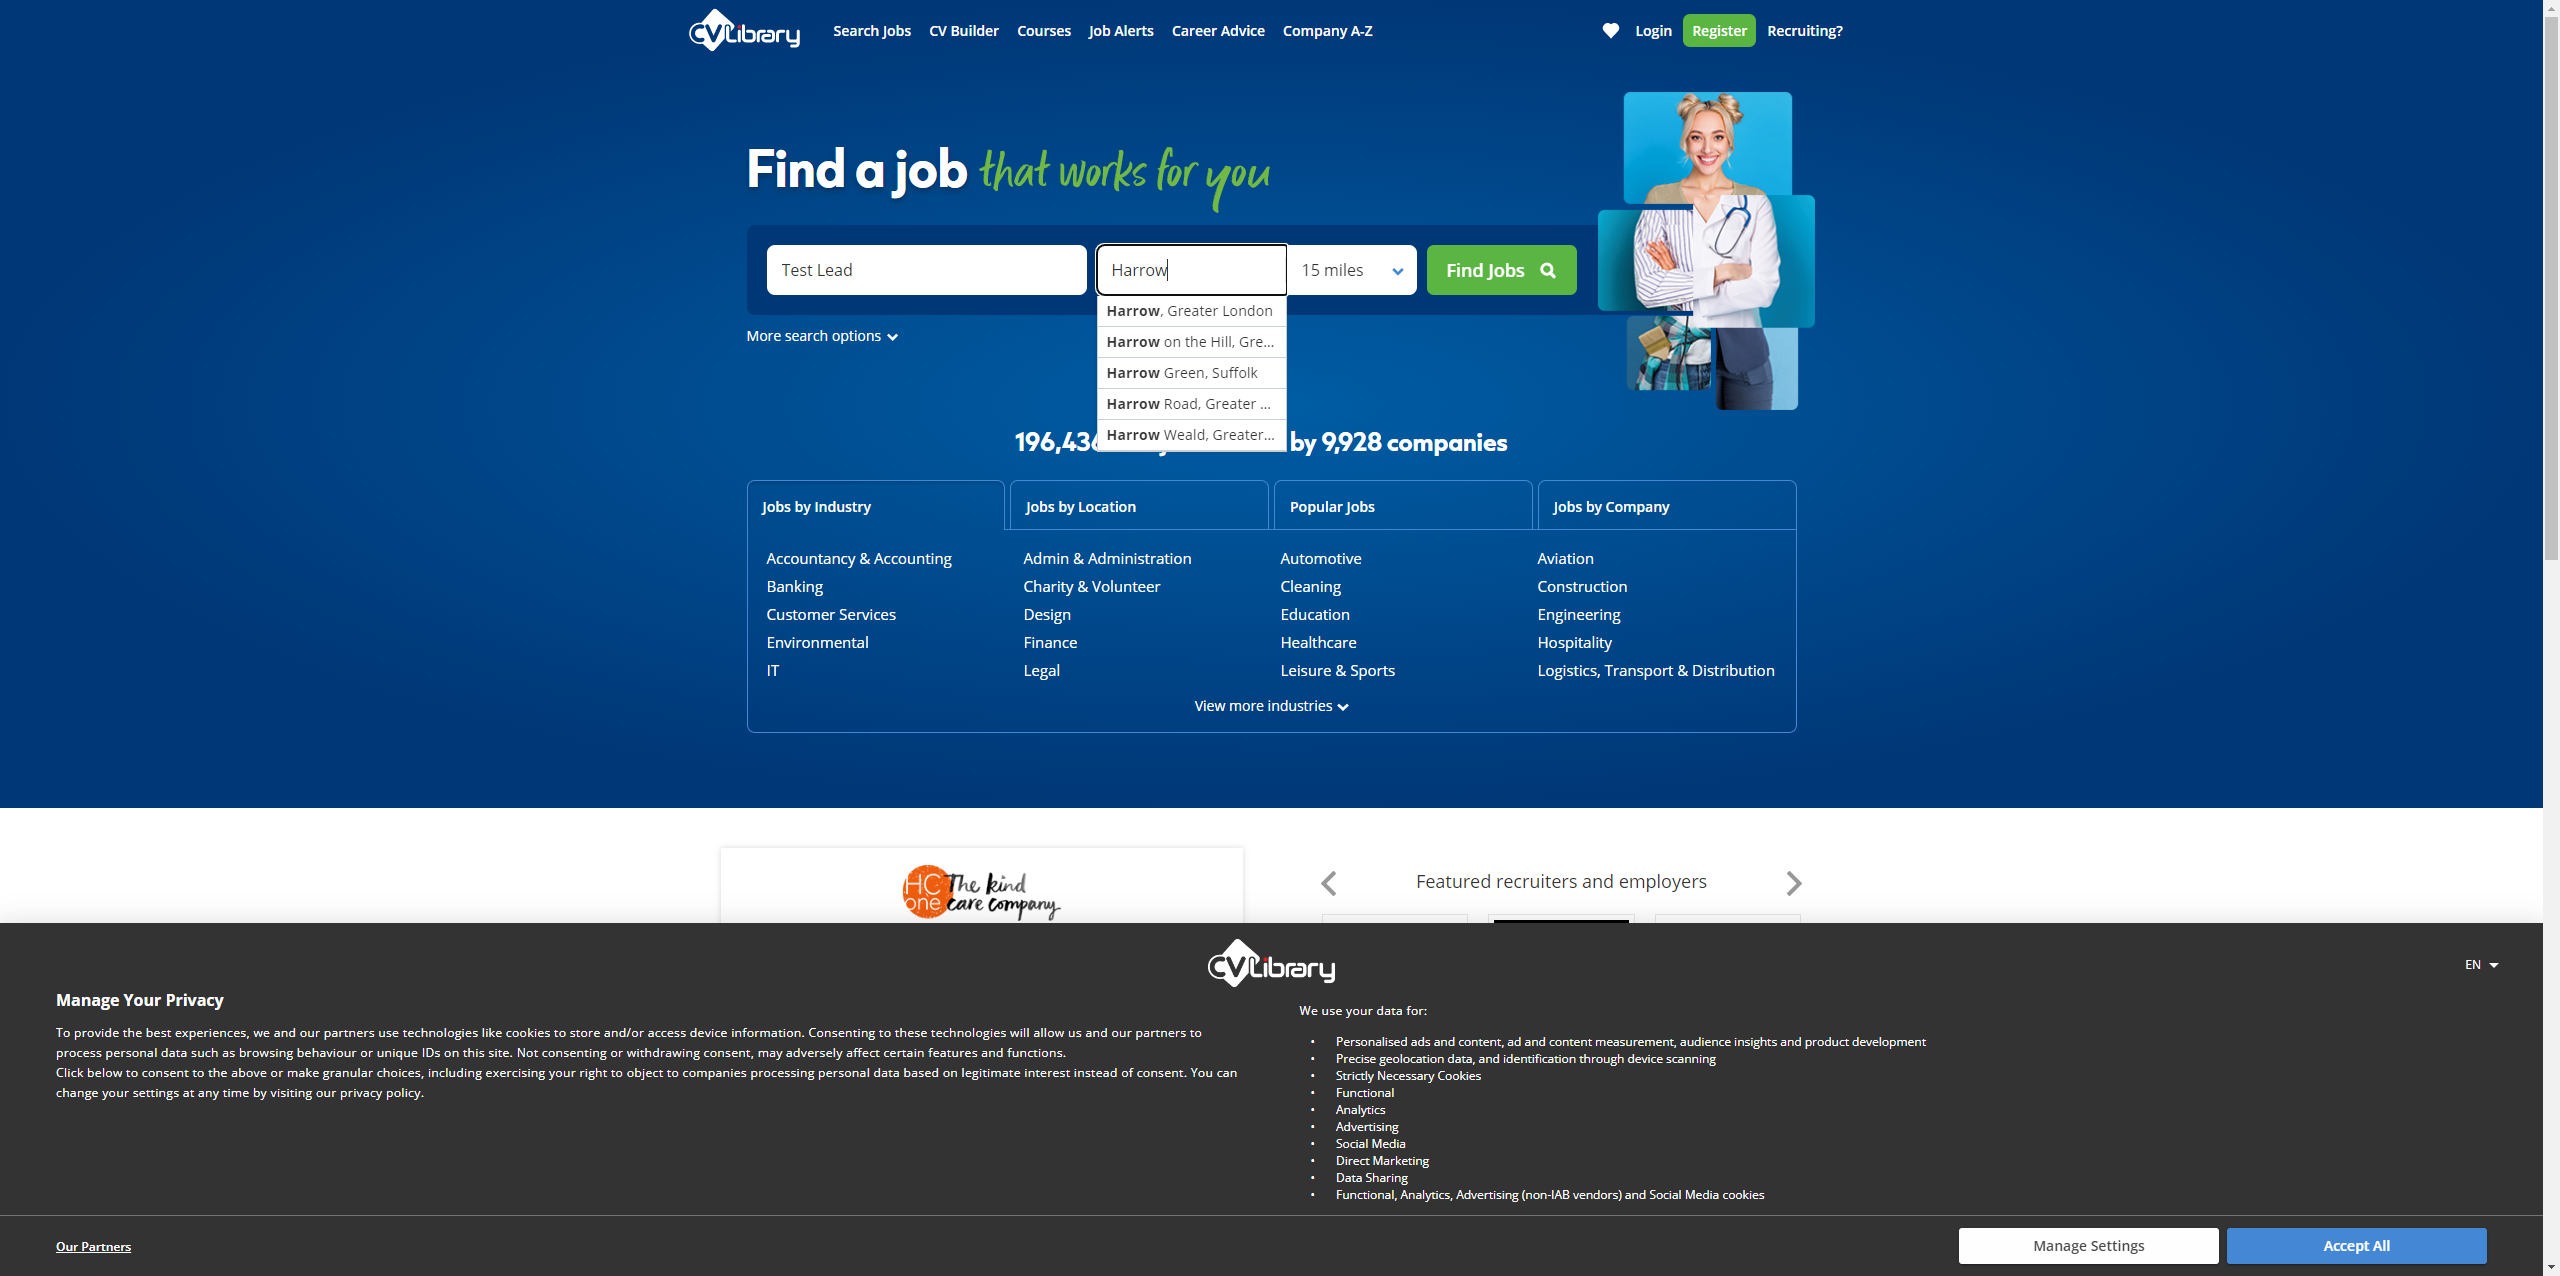 CV Library
Search Jobs
CV Builder
Courses
Job Alerts
Career Advice
Company A-Z
Login
Register
Recruiting?
Find a job that works for you
Test Lead
Harrow
15 miles
Find Jobs
Harrow, Greater London
Harrow on the Hill, Gre...
Harrow Green, Suffolk
Harrow Road, Greater ...
Harrow Weald, Greater...
More search options
by 9,928 companies
Jobs by Industry
Jobs by Location
Popular Jobs
Jobs by Company
Accountancy & Accounting
Admin & Administration
Automotive
Aviation
Banking
Charity & Volunteer
Cleaning
Construction
Customer Services
Design
Education
Engineering
Environmental
Finance
Healthcare
Hospitality
IT
Legal
Leisure & Sports
Logistics, Transport & Distribution
View more industries
HC one The kind care company
Featured recruiters and employers
CV Library
EN
Manage Your Privacy
To provide the best experiences, we and our partners use technologies like cookies to store and/or access device information. Consenting to these technologies will allow us and our partners to
process personal data such as browsing behaviour or unique IDs on this site. Not consenting or withdrawing consent, may adversely affect certain features and functions.
Click below to consent to the above or make granular choices, including exercising your right to object to companies processing personal data based on legitimate interest instead of consent. You can
change your settings at any time by visiting our privacy policy.
We use your data for:
• Personalised ads and content, ad and content measurement, audience insights and product development
• Precise geolocation data, and identification through device scanning
• Strictly Necessary Cookies
• Functional
• Analytics
• Advertising
• Social Media
• Direct Marketing
• Data Sharing
• Functional, Analytics, Advertising (non-IAB vendors) and Social Media cookies
Our Partners
Manage Settings
Accept All